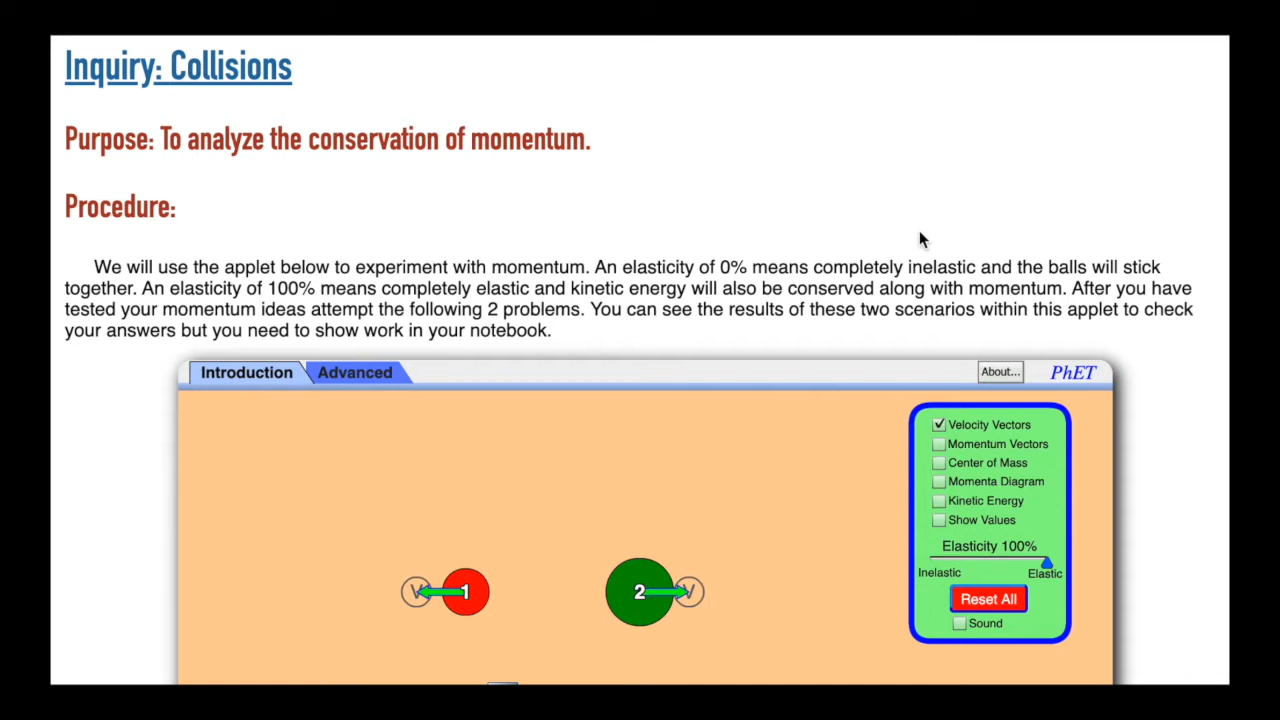 Inquiry: Collisions
Purpose: To analyze the conservation of momentum.
Procedure:
We will use the applet below to experiment with momentum. An elasticity of 0% means completely inelastic and the balls will stick
together. An elasticity of 100% means completely elastic and kinetic energy will also be conserved along with momentum. After you have
tested your momentum ideas attempt the following 2 problems. You can see the results of these two scenarios within this applet to check
your answers but you need to show work in your notebook.
Introduction
Advanced
About...
PhET
Velocity Vectors
Momentum Vectors
Center of Mass
Momenta Diagram
Kinetic Energy
Show Values
Elasticity 100%
Inelastic
Elastic
Reset All
Sound
V
1
2
V